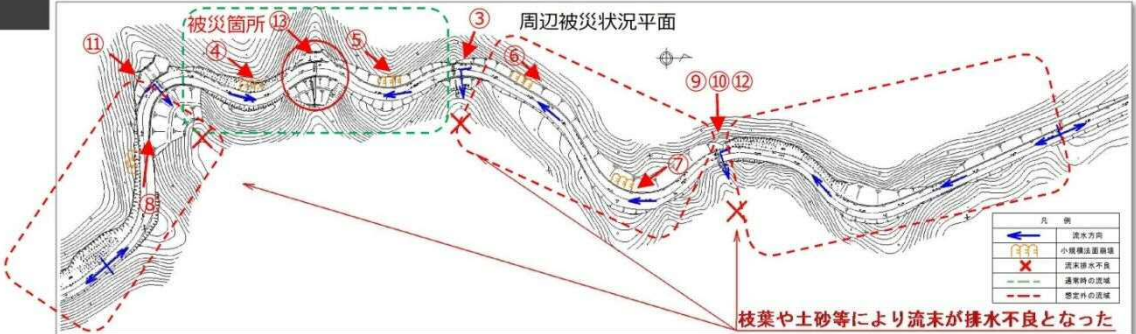 周辺被災状況平面
被災箇所
⑬
③
⑪
④
⑤
⑥
⑨⑩⑫
⑦
⑧
凡 例
流水方向
小規模法面崩壊
流末排水不良
通常時の流域
想定外の流域
枝葉や土砂等により流末が排水不良となった